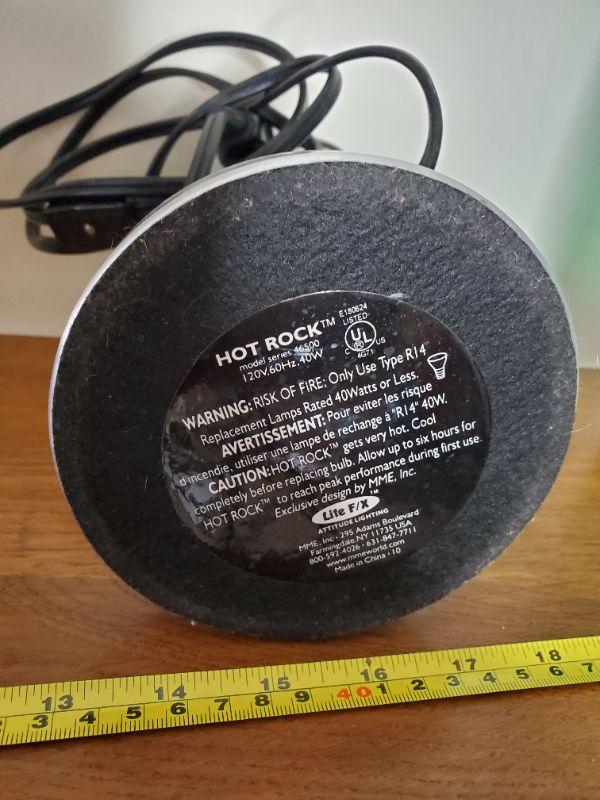 HOT ROCK™
model series 46500
120V,60Hz, 40W
E180624
LISTED
UL
C US
PO
4G71
WARNING: RISK OF FIRE: Only Use Type R14
Replacement Lamps Rated 40Watts or Less.
AVERTISSEMENT: Pour eviter les risque
d'incendie, utiliser une lampe de rechange à "R14" 40W.
CAUTION: HOT ROCK™ gets very hot. Cool
completely before replacing bulb. Allow up to six hours for
HOT ROCK™ to reach peak performance during first use.
Exclusive design by MME, Inc.
Lite F/X™
ATTITUDE LIGHTING
MME, Inc · 295 Adams Boulevard
Farmingdale, NY 11735 USA
800-592-4026 · 631-847-7711
www.mmeworld.com
Made in China · 10
13 14 15 16 17 18
3 4 5 6 7 8 9 40 1 2 3 4 5 6 7